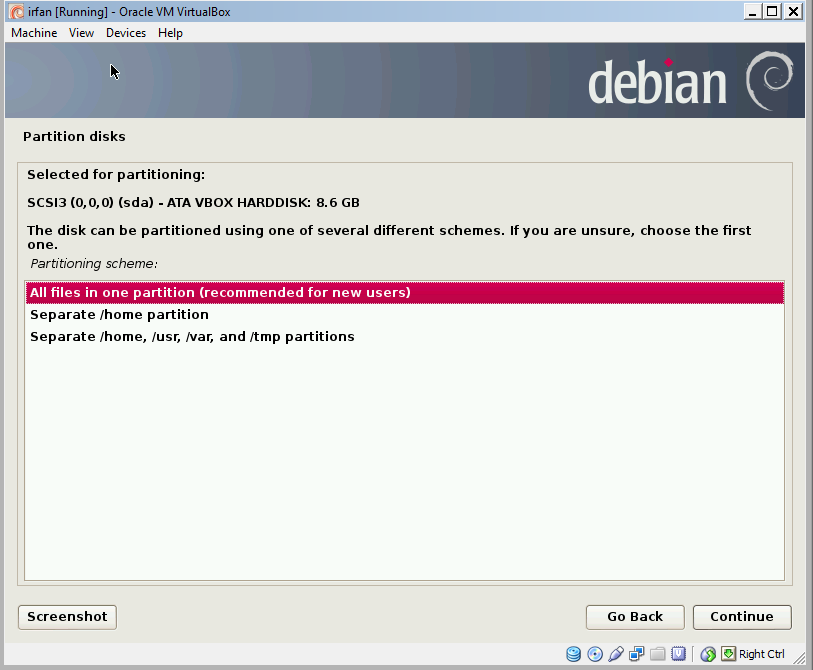 irfan [Running] - Oracle VM VirtualBox
Machine View Devices Help
debian
Partition disks
Selected for partitioning:
SCSI3 (0,0,0) (sda) - ATA VBOX HARDDISK: 8.6 GB
The disk can be partitioned using one of several different schemes. If you are unsure, choose the first
one.
Partitioning scheme:
All files in one partition (recommended for new users)
Separate /home partition
Separate /home, /usr, /var, and /tmp partitions
Screenshot Go Back Continue
Right Ctrl